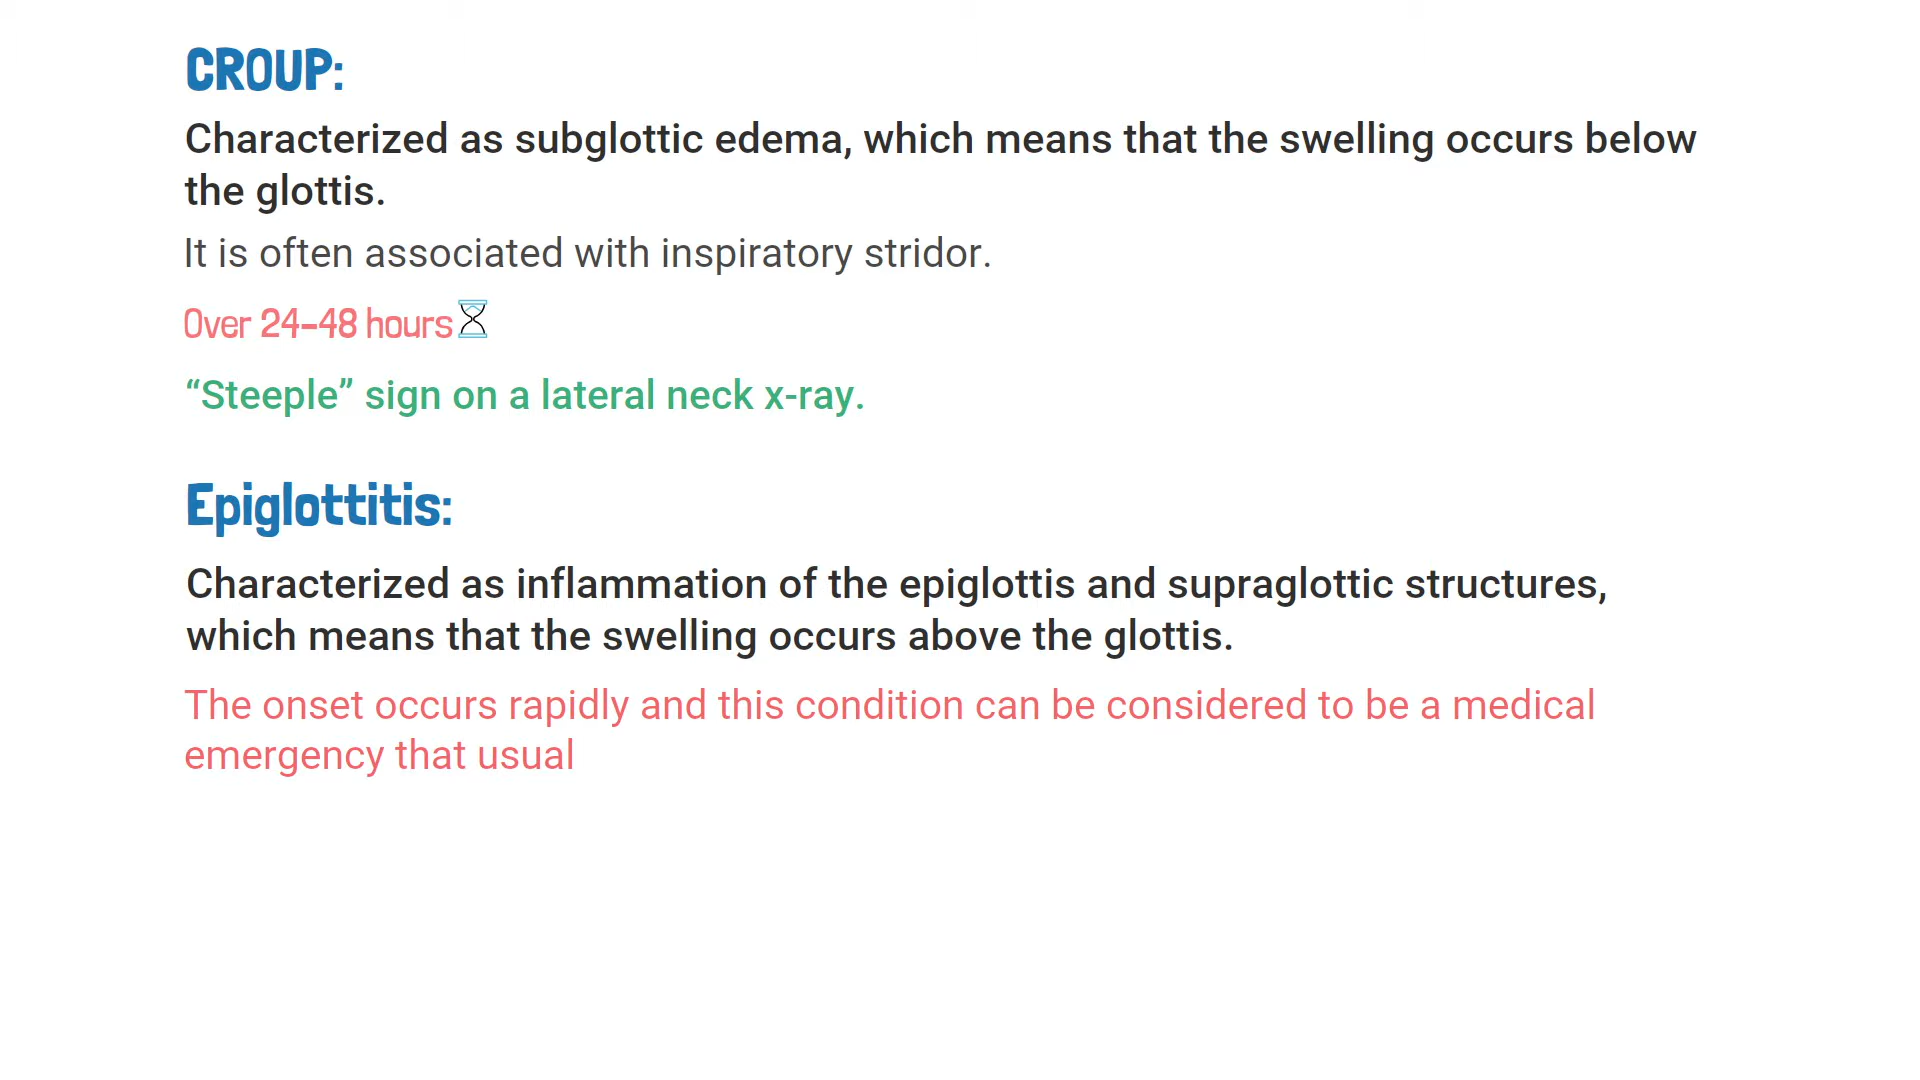 CROUP:
Characterized as subglottic edema, which means that the swelling occurs below
the glottis.
It is often associated with inspiratory stridor.
Over 24-48 hours⏳
“Steeple” sign on a lateral neck x-ray.
Epiglottitis:
Characterized as inflammation of the epiglottis and supraglottic structures,
which means that the swelling occurs above the glottis.
The onset occurs rapidly and this condition can be considered to be a medical
emergency that usual